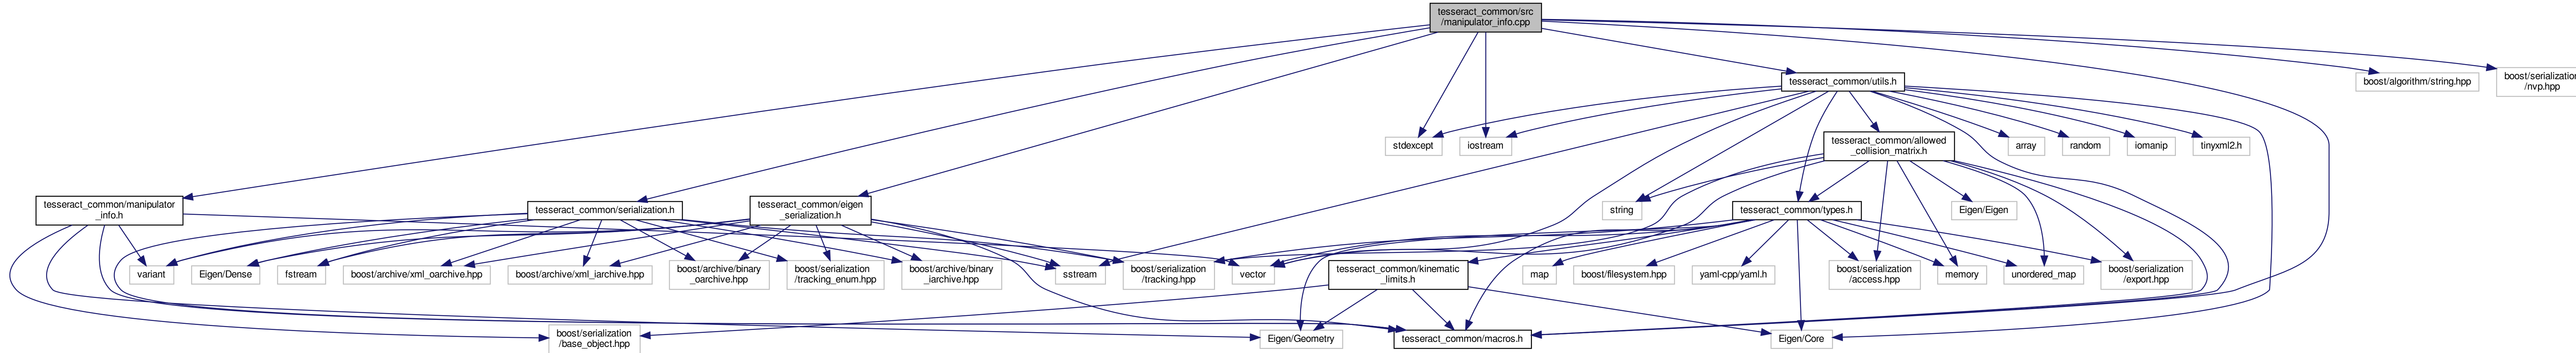 tesseract_common/src
/manipulator_info.cpp
tesseract_common/utils.h
boost/algorithm/string.hpp
boost/serialization
/nvp.hpp
stdexcept
iostream
tesseract_common/allowed
_collision_matrix.h
array
random
iomanip
tinyxml2.h
tesseract_common/manipulator
_info.h
tesseract_common/serialization.h
tesseract_common/eigen
_serialization.h
string
tesseract_common/types.h
Eigen/Eigen
variant
Eigen/Dense
fstream
boost/archive/xml_oarchive.hpp
boost/archive/xml_iarchive.hpp
boost/archive/binary
_oarchive.hpp
boost/serialization
/tracking_enum.hpp
boost/archive/binary
_iarchive.hpp
sstream
boost/serialization
/tracking.hpp
vector
tesseract_common/kinematic
_limits.h
map
boost/filesystem.hpp
yaml-cpp/yaml.h
boost/serialization
/access.hpp
memory
unordered_map
boost/serialization
/export.hpp
boost/serialization
/base_object.hpp
Eigen/Geometry
tesseract_common/macros.h
Eigen/Core